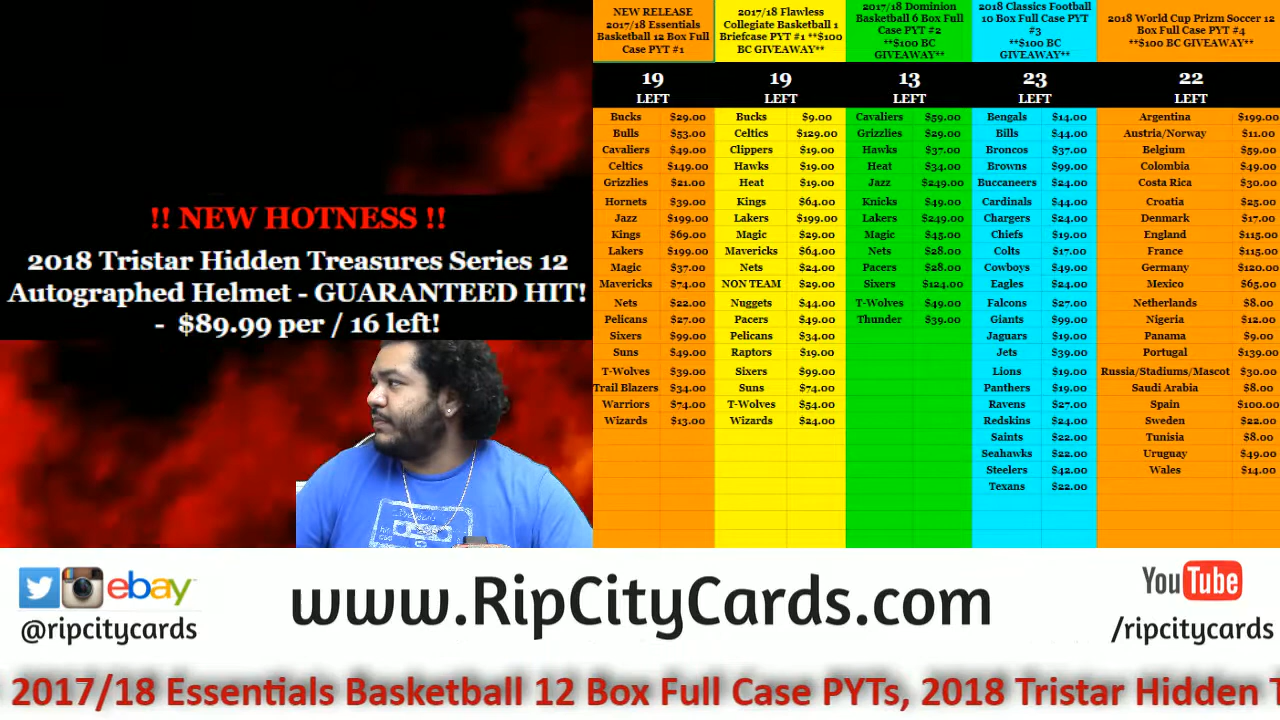 !! NEW HOTNESS !!
2018 Tristar Hidden Treasures Series 12
Autographed Helmet - GUARANTEED HIT!
- $89.99 per / 16 left!
NEW RELEASE
2017/18 Essentials
Basketball 12 Box Full
Case PYT #1
19
LEFT
Bucks $29.00
Bulls $53.00
Cavaliers $49.00
Celtics $149.00
Grizzlies $21.00
Hornets $39.00
Jazz $199.00
Kings $69.00
Lakers $199.00
Magic $37.00
Mavericks $74.00
Nets $22.00
Pelicans $27.00
Sixers $99.00
Suns $49.00
T-Wolves $39.00
Trail Blazers $34.00
Warriors $74.00
Wizards $13.00
2017/18 Flawless
Collegiate Basketball 1
Briefcase PYT #1 **$100
BC GIVEAWAY**
19
LEFT
Bucks $9.00
Celtics $129.00
Clippers $19.00
Hawks $19.00
Heat $19.00
Kings $64.00
Lakers $199.00
Magic $29.00
Mavericks $64.00
Nets $24.00
NON TEAM $29.00
Nuggets $44.00
Pacers $49.00
Pelicans $34.00
Raptors $19.00
Sixers $99.00
Suns $74.00
T-Wolves $54.00
Wizards $24.00
2017/18 Dominion
Basketball 6 Box Full
Case PYT #2
**$100 BC
GIVEAWAY**
13
LEFT
Cavaliers $59.00
Grizzlies $29.00
Hawks $37.00
Heat $34.00
Jazz $249.00
Knicks $49.00
Lakers $249.00
Magic $45.00
Nets $28.00
Pacers $28.00
Sixers $124.00
T-Wolves $49.00
Thunder $39.00
2018 Classics Football
10 Box Full Case PYT
#3
**$100 BC
GIVEAWAY**
23
LEFT
Bengals $14.00
Bills $44.00
Broncos $37.00
Browns $99.00
Buccaneers $24.00
Cardinals $44.00
Chargers $24.00
Chiefs $19.00
Colts $17.00
Cowboys $49.00
Eagles $24.00
Falcons $27.00
Giants $99.00
Jaguars $19.00
Jets $39.00
Lions $19.00
Panthers $19.00
Ravens $27.00
Redskins $24.00
Saints $22.00
Seahawks $22.00
Steelers $42.00
Texans $22.00
2018 World Cup Prizm Soccer 12
Box Full Case PYT #4
**$100 BC GIVEAWAY**
22
LEFT
Argentina $199.00
Austria/Norway $11.00
Belgium $59.00
Colombia $49.00
Costa Rica $30.00
Croatia $25.00
Denmark $17.00
England $115.00
France $115.00
Germany $120.00
Mexico $65.00
Netherlands $8.00
Nigeria $12.00
Panama $9.00
Portugal $139.00
Russia/Stadiums/Mascot $30.00
Saudi Arabia $8.00
Spain $100.00
Sweden $22.00
Tunisia $8.00
Uruguay $49.00
Wales $14.00
ebay
@ripcitycards
www.RipCityCards.com
YouTube
/ripcitycards
2017/18 Essentials Basketball 12 Box Full Case PYTs, 2018 Tristar Hidden